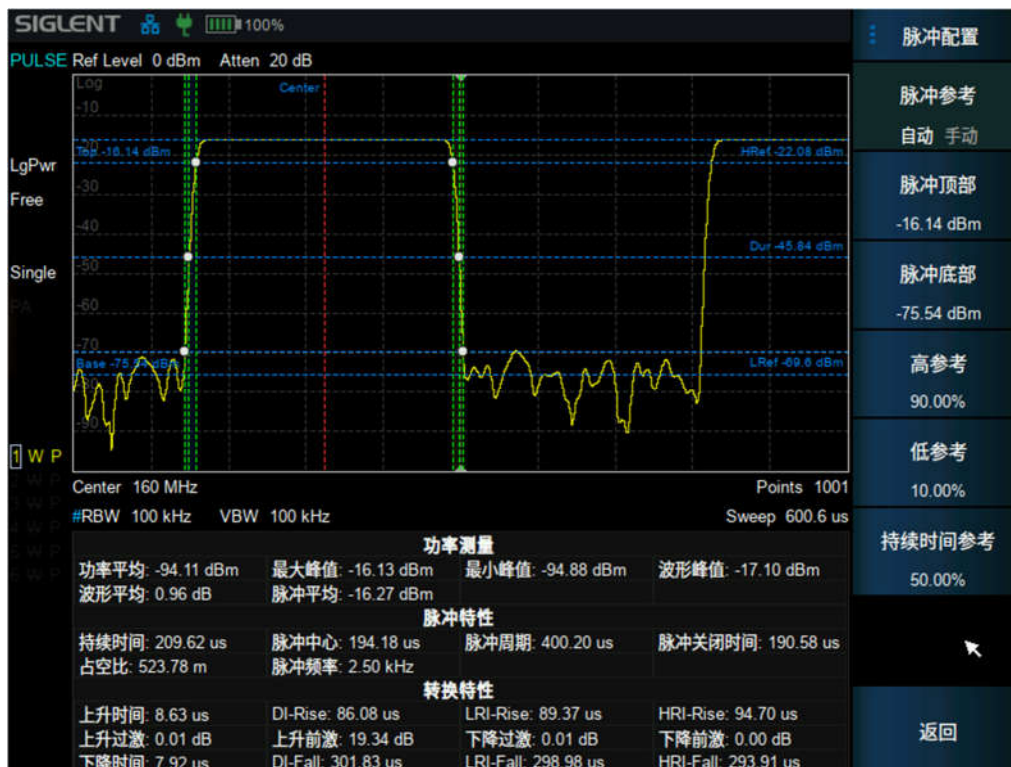 SIGLENT 100%
PULSE Ref Level 0 dBm Atten 20 dB
Log
Center
-10
Top -16.14 dBm
HRef -22.08 dBm
LgPwr
-30
Free
-40
Dur -45.84 dBm
-50
Single
-60
PA
-70
Base -75.54 dBm
LRef -69.6 dBm
-90
1 W P
Center 160 MHz Points 1001
#RBW 100 kHz VBW 100 kHz Sweep 600.6 us
功率测量
功率平均: -94.11 dBm 最大峰值: -16.13 dBm 最小峰值: -94.88 dBm 波形峰值: -17.10 dBm
波形平均: 0.96 dB 脉冲平均: -16.27 dBm
脉冲特性
持续时间: 209.62 us 脉冲中心: 194.18 us 脉冲周期: 400.20 us 脉冲关闭时间: 190.58 us
占空比: 523.78 m 脉冲频率: 2.50 kHz
转换特性
上升时间: 8.63 us DI-Rise: 86.08 us LRI-Rise: 89.37 us HRI-Rise: 94.70 us
上升过激: 0.01 dB 上升前激: 19.34 dB 下降过激: 0.01 dB 下降前激: 0.00 dB
下降时间: 7.92 us DI-Fall: 301.83 us LRI-Fall: 298.98 us HRI-Fall: 293.91 us
脉冲配置
脉冲参考
自动 手动
脉冲顶部
-16.14 dBm
脉冲底部
-75.54 dBm
高参考
90.00%
低参考
10.00%
持续时间参考
50.00%
返回